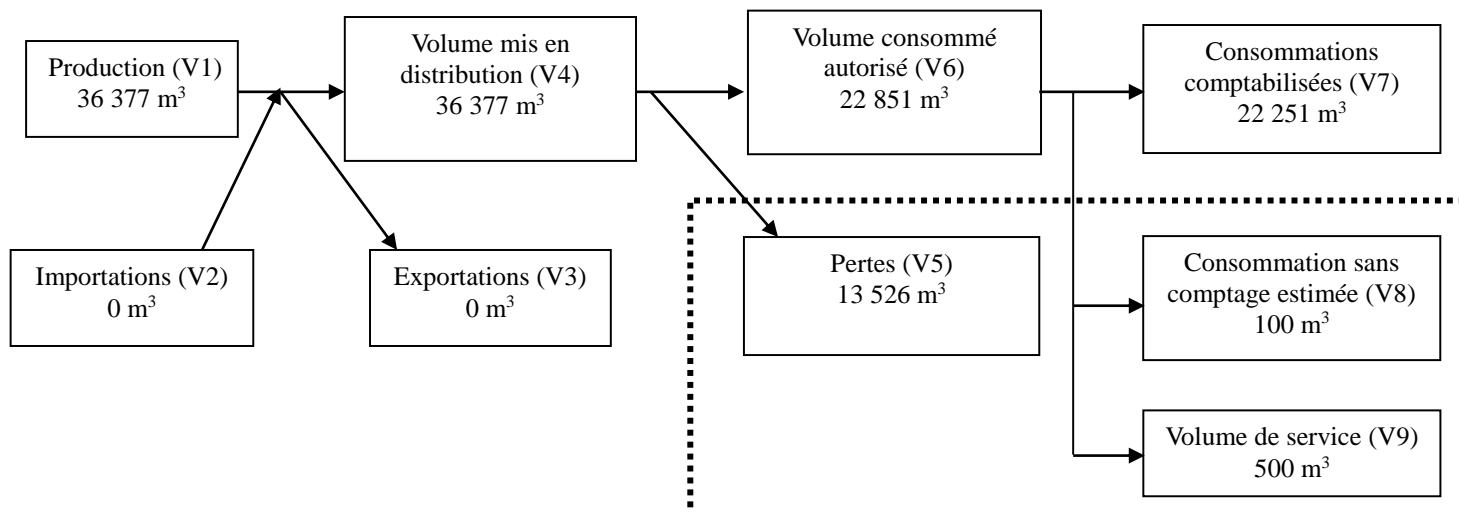 Production (V1)
36 377 m³
Volume mis en
distribution (V4)
36 377 m³
Volume consommé
autorisé (V6)
22 851 m³
Consommations
comptabilisées (V7)
22 251 m³
Importations (V2)
0 m³
Exportations (V3)
0 m³
Pertes (V5)
13 526 m³
Consommation sans
comptage estimée (V8)
100 m³
Volume de service (V9)
500 m³